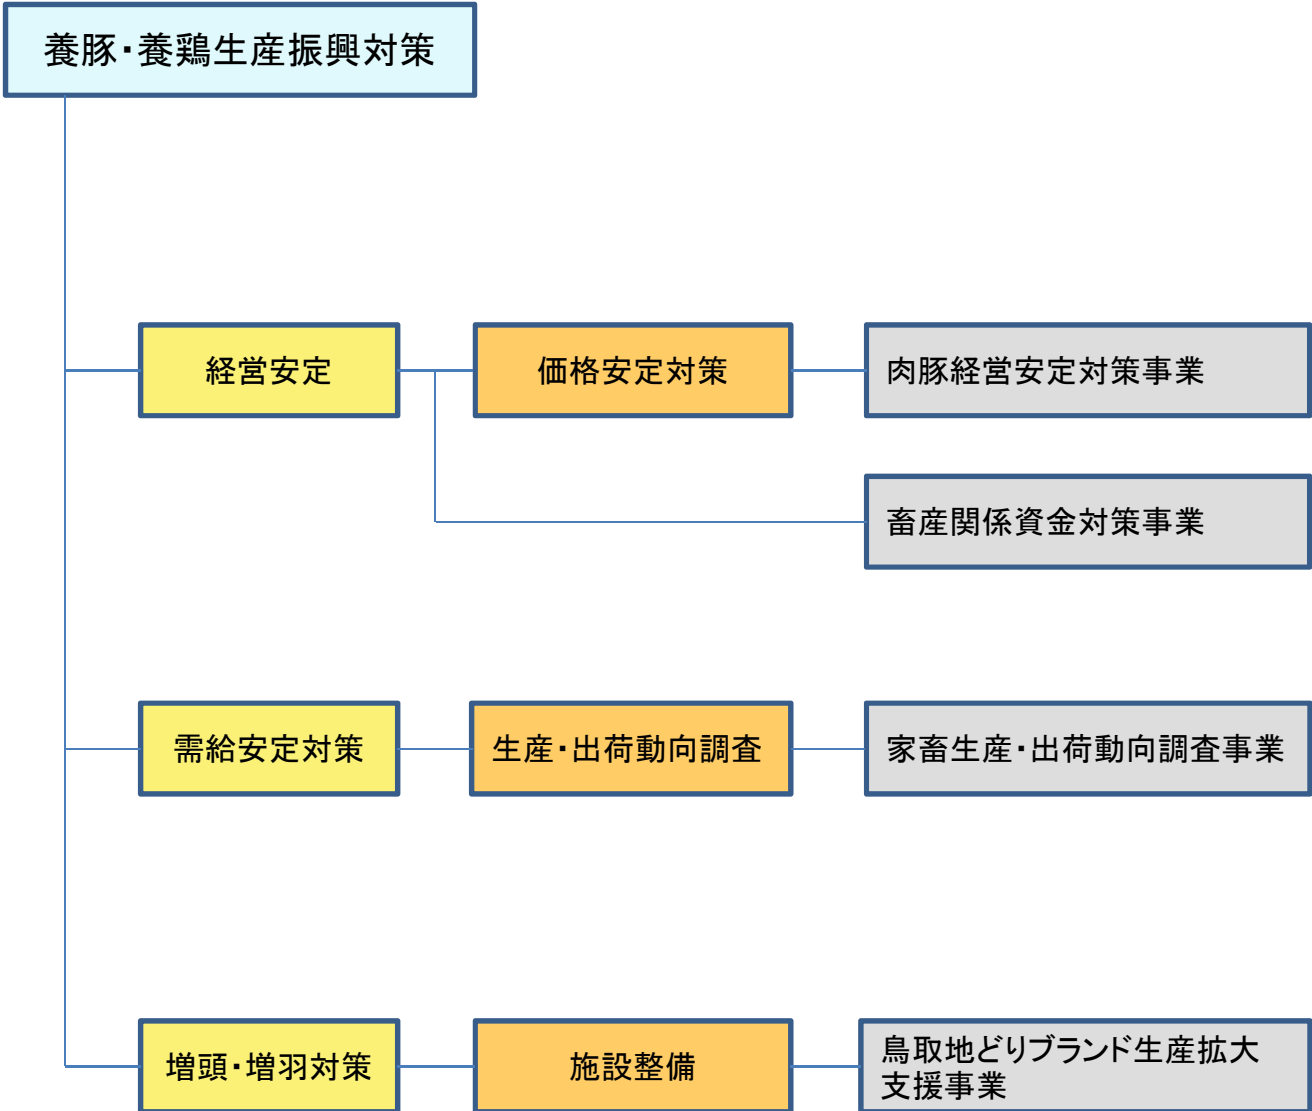 養豚・養鶏生産振興対策
経営安定
価格安定対策
肉豚経営安定対策事業
畜産関係資金対策事業
需給安定対策
生産・出荷動向調査
家畜生産・出荷動向調査事業
増頭・増羽対策
施設整備
鳥取地どりブランド生産拡大
支援事業